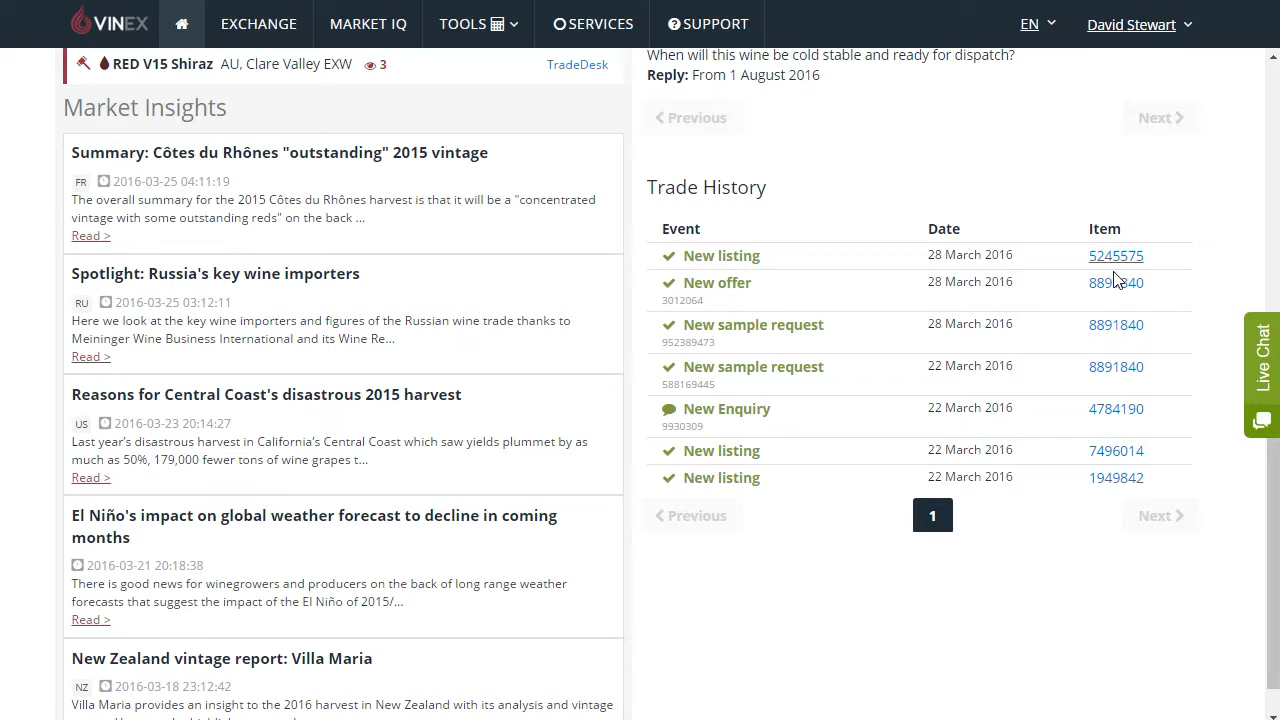 VINEX
EXCHANGE
MARKET IQ
TOOLS
SERVICES
SUPPORT
EN
David Stewart
RED V15 Shiraz AU, Clare Valley EXW 3 TradeDesk
Market Insights
Summary: Côtes du Rhônes "outstanding" 2015 vintage
FR 2016-03-25 04:11:19
The overall summary for the 2015 Côtes du Rhônes harvest is that it will be a "concentrated
vintage with some outstanding reds" on the back ...
Read >
Spotlight: Russia's key wine importers
RU 2016-03-25 03:12:11
Here we look at the key wine importers and figures of the Russian wine trade thanks to
Meininger Wine Business International and its Wine Re...
Read >
Reasons for Central Coast's disastrous 2015 harvest
US 2016-03-23 20:14:27
Last year's disastrous harvest in California's Central Coast which saw yields plummet by as
much as 50%, 179,000 fewer tons of wine grapes t...
Read >
El Niño's impact on global weather forecast to decline in coming
months
2016-03-21 20:18:38
There is good news for winegrowers and producers on the back of long range weather
forecasts that suggest the impact of the El Niño of 2015/...
Read >
New Zealand vintage report: Villa Maria
NZ 2016-03-18 23:12:42
Villa Maria provides an insight to the 2016 harvest in New Zealand with its analysis and vintage
When will this wine be cold stable and ready for dispatch?
Reply: From 1 August 2016
Previous Next
Trade History
Event Date Item
New listing 28 March 2016 5245575
New offer 28 March 2016 8891840
3012064
New sample request 28 March 2016 8891840
952389473
New sample request 22 March 2016 8891840
588169445
New Enquiry 22 March 2016 4784190
9930309
New listing 22 March 2016 7496014
New listing 22 March 2016 1949842
Previous 1 Next
Live Chat